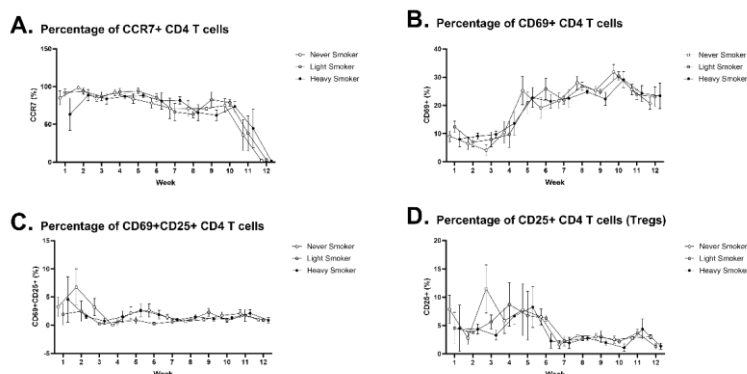 A. Percentage of CCR7+ CD4 T cells
CCR7 (%)
150
100
50
0
1 2 3 4 5 6 7 8 9 10 11 12
Week
Never Smoker
Light Smoker
Heavy Smoker
B. Percentage of CD69+ CD4 T cells
CD69+ (%)
40
30
20
10
0
1 2 3 4 5 6 7 8 9 10 11 12
Week
Never Smoker
Light Smoker
Heavy Smoker
C. Percentage of CD69+CD25+ CD4 T cells
CD69+CD25+ (%)
15
10
5
0
-5
1 2 3 4 5 6 7 8 9 10 11 12
Week
Never Smoker
Light Smoker
Heavy Smoker
D. Percentage of CD25+ CD4 T cells (Tregs)
CD25+ (%)
20
15
10
5
0
1 2 3 4 5 6 7 8 9 10 11 12
Week
Never Smoker
Light Smoker
Heavy Smoker